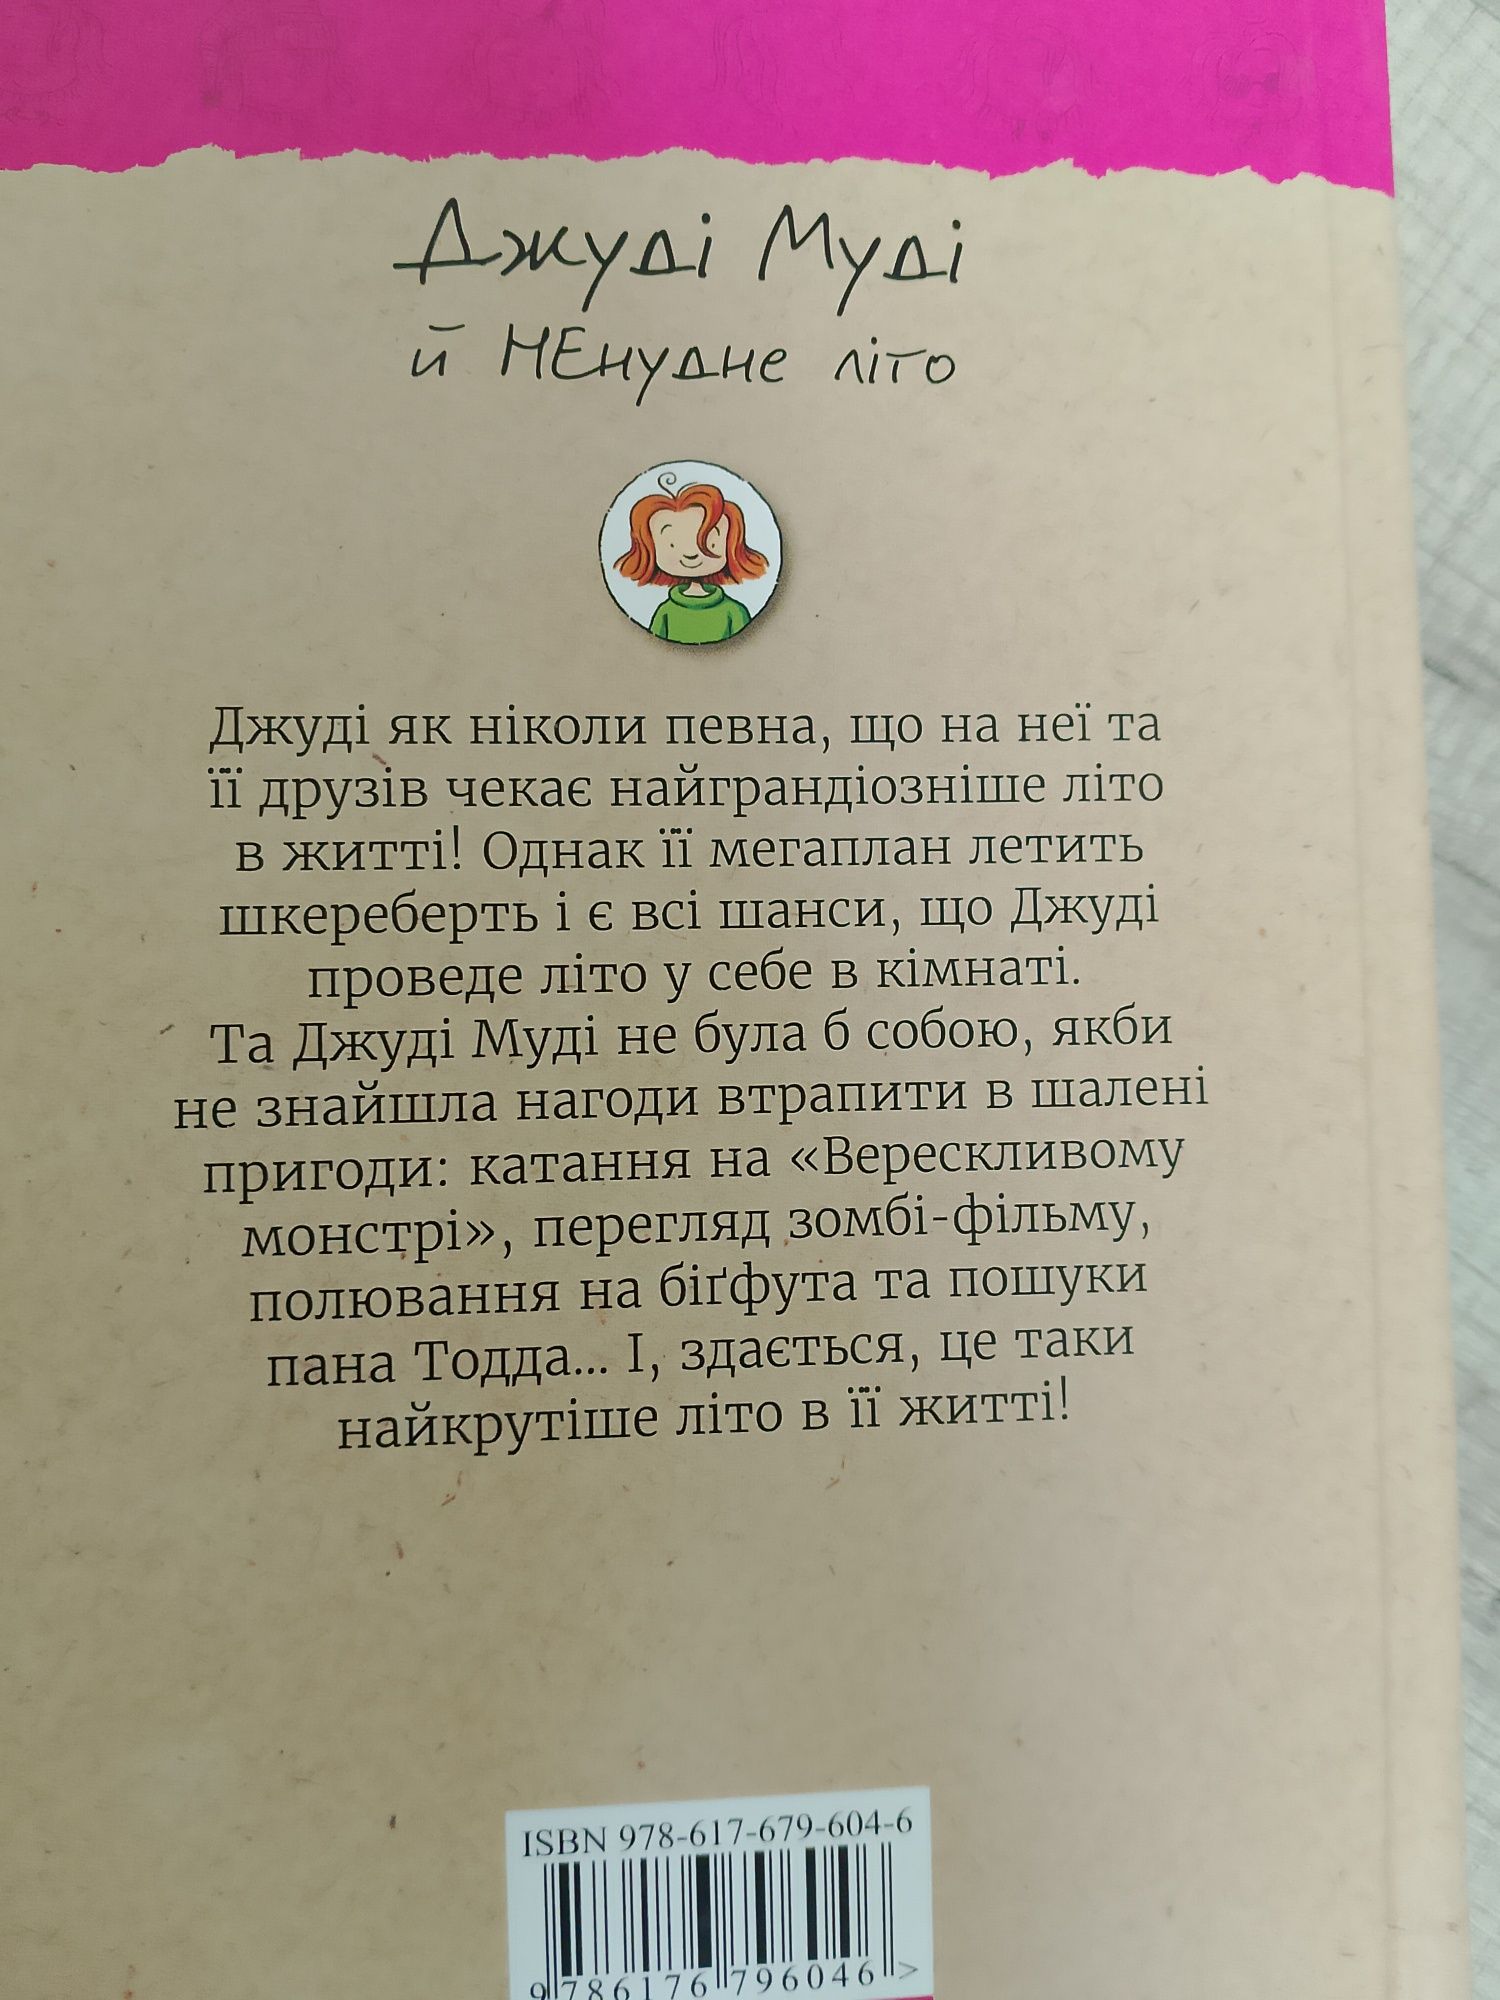 Джуді Муді
й НЕнудне літо
Джуді як ніколи певна, що на неї та
її друзів чекає найграндіозніше літо
в житті! Однак її мегаплан летить
шкереберть і є всі шанси, що Джуді
проведе літо у себе в кімнаті.
Та Джуді Муді не була б собою, якби
не знайшла нагоди втрапити в шалені
пригоди: катання на «Верескливому
монстрі», перегляд зомбі-фільму,
полювання на біґфута та пошуки
пана Тодда... І, здається, це таки
найкрутіше літо в її житті!
ISBN 978-617-679-604-6
9 786176 796046 >